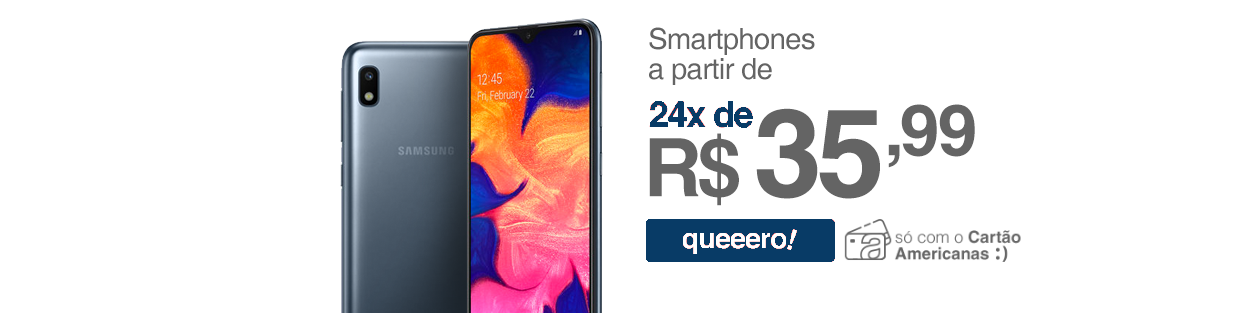 12:45
Fri, February 22
SAMSUNG
Smartphones
a partir de
24x de
R$ 35,99
queeero!
só com o Cartão
Americanas :)